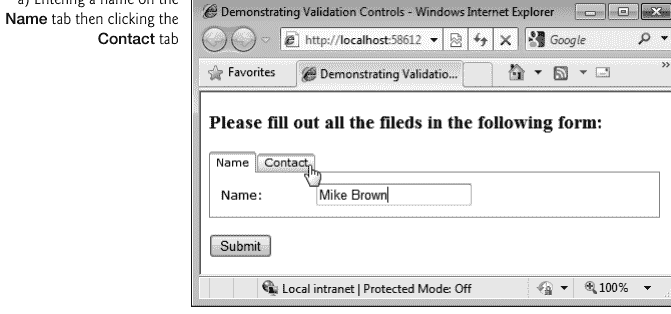 a) Entering a name on the
Name tab then clicking the
Contact tab
Demonstrating Validation Controls - Windows Internet Explorer
http://localhost:58612
Google
Favorites
Demonstrating Validatio...
Please fill out all the fileds in the following form:
Name Contact
Name: Mike Brown
Submit
Local intranet | Protected Mode: Off
100%